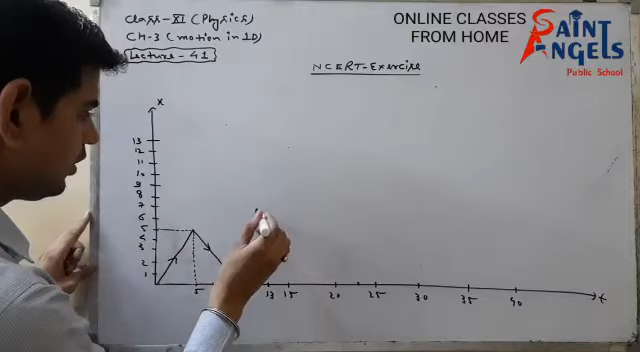 Class-XI (Physics)
CH-3 (motion in 1D)
Lecture - 41
ONLINE CLASSES
FROM HOME
SAINT
ANGELS
Public School
NCERT-Exercise
x
13
12
11
10
9
8
7
6
5
4
3
2
1
5
13
15
20
25
30
35
40
t